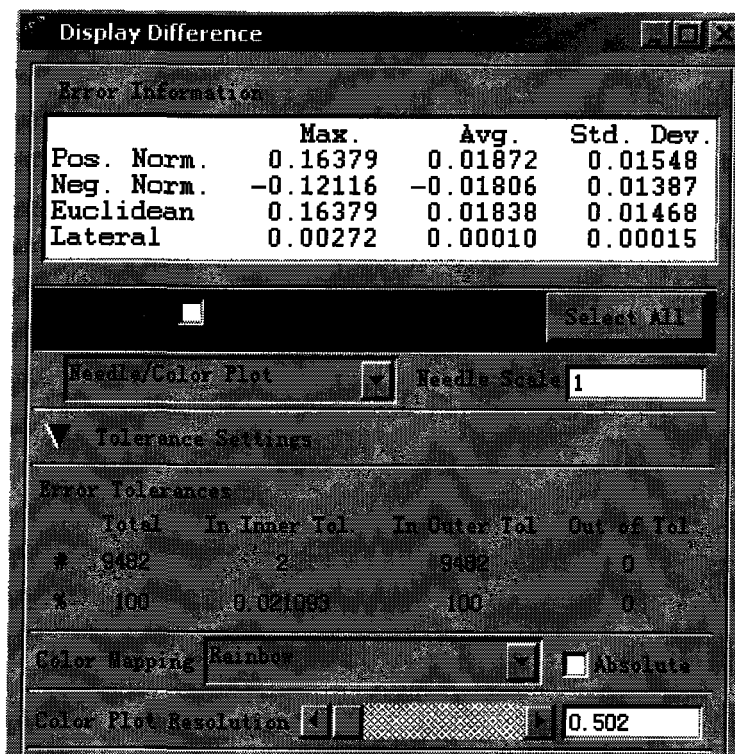 Display Difference
Error Information
Max. Avg. Std. Dev.
Pos. Norm. 0.16379 0.01872 0.01548
Neg. Norm. -0.12116 -0.01806 0.01387
Euclidean 0.16379 0.01838 0.01468
Lateral 0.00272 0.00010 0.00015
Select All
Needle/Color Plot Needle Scale 1
Tolerance Settings
Error Tolerances
Total In Inner Tol. In Outer Tol Out of Tol
# 9482 2 9482 0
% 100 0.021093 100 0
Color Mapping Rainbow Absolute
Color Plot Resolution 0.502